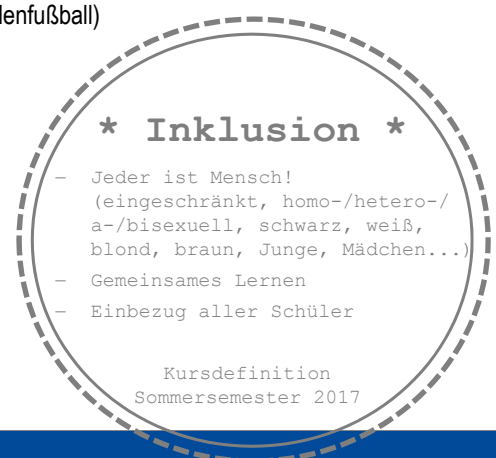 lenfußball)
* Inklusion *
– Jeder ist Mensch!
(eingeschränkt, homo-/hetero-/
a-/bisexuell, schwarz, weiß,
blond, braun, Junge, Mädchen...)
– Gemeinsames Lernen
– Einbezug aller Schüler
Kursdefinition
Sommersemester 2017